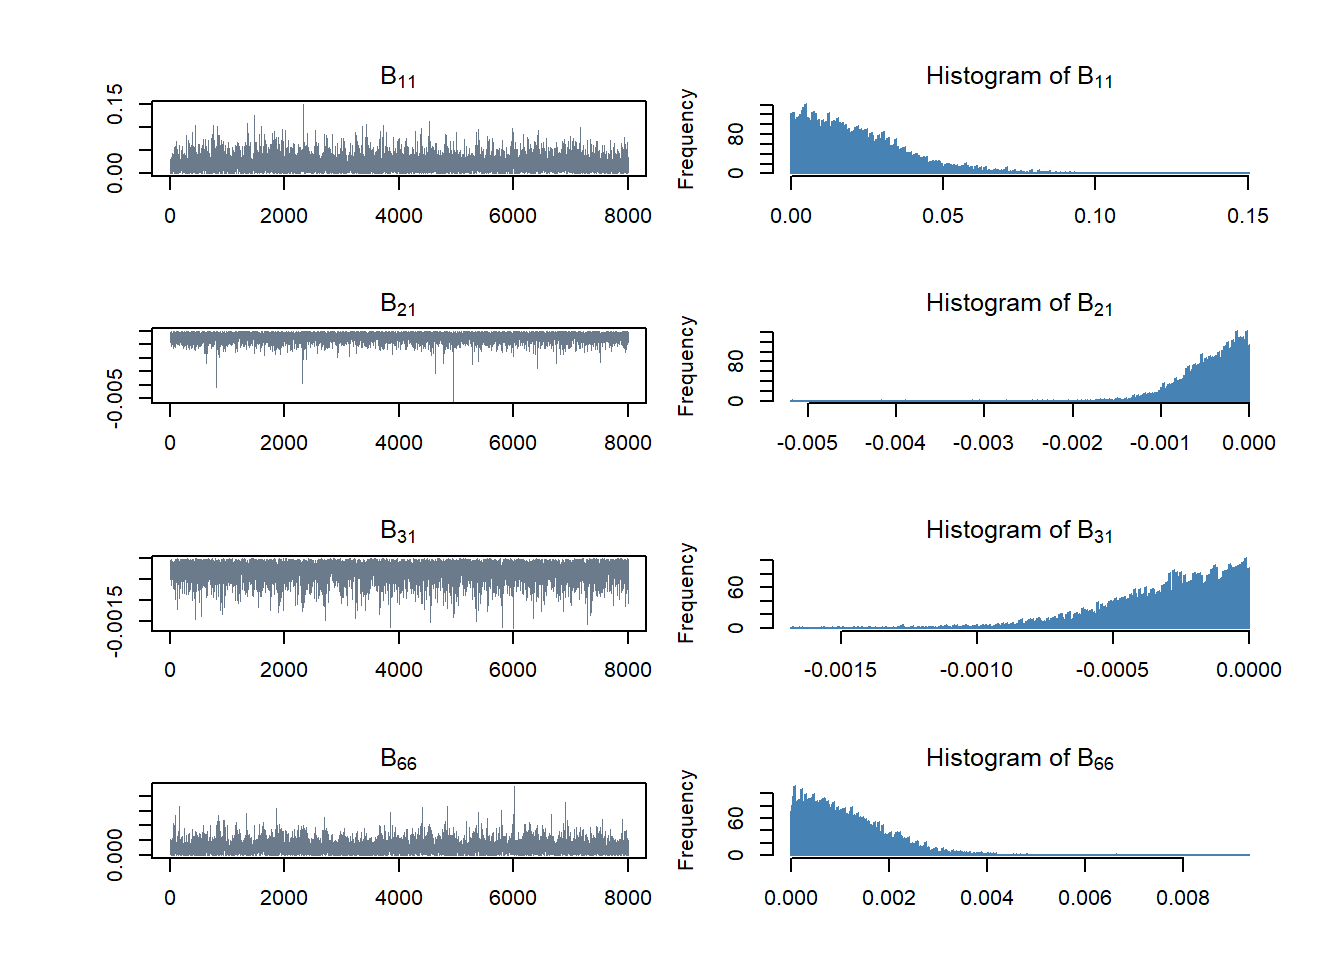 B11
0.00 0.15
0 2000 4000 6000 8000
Histogram of B11
Frequency
0 80
0.00 0.05 0.10 0.15
B21
-0.005
0 2000 4000 6000 8000
Histogram of B21
Frequency
0 80
-0.005 -0.004 -0.003 -0.002 -0.001 0.000
B31
-0.0015
0 2000 4000 6000 8000
Histogram of B31
Frequency
0 60
-0.0015 -0.0010 -0.0005 0.0000
B66
0.000
0 2000 4000 6000 8000
Histogram of B66
Frequency
0 60
0.000 0.002 0.004 0.006 0.008